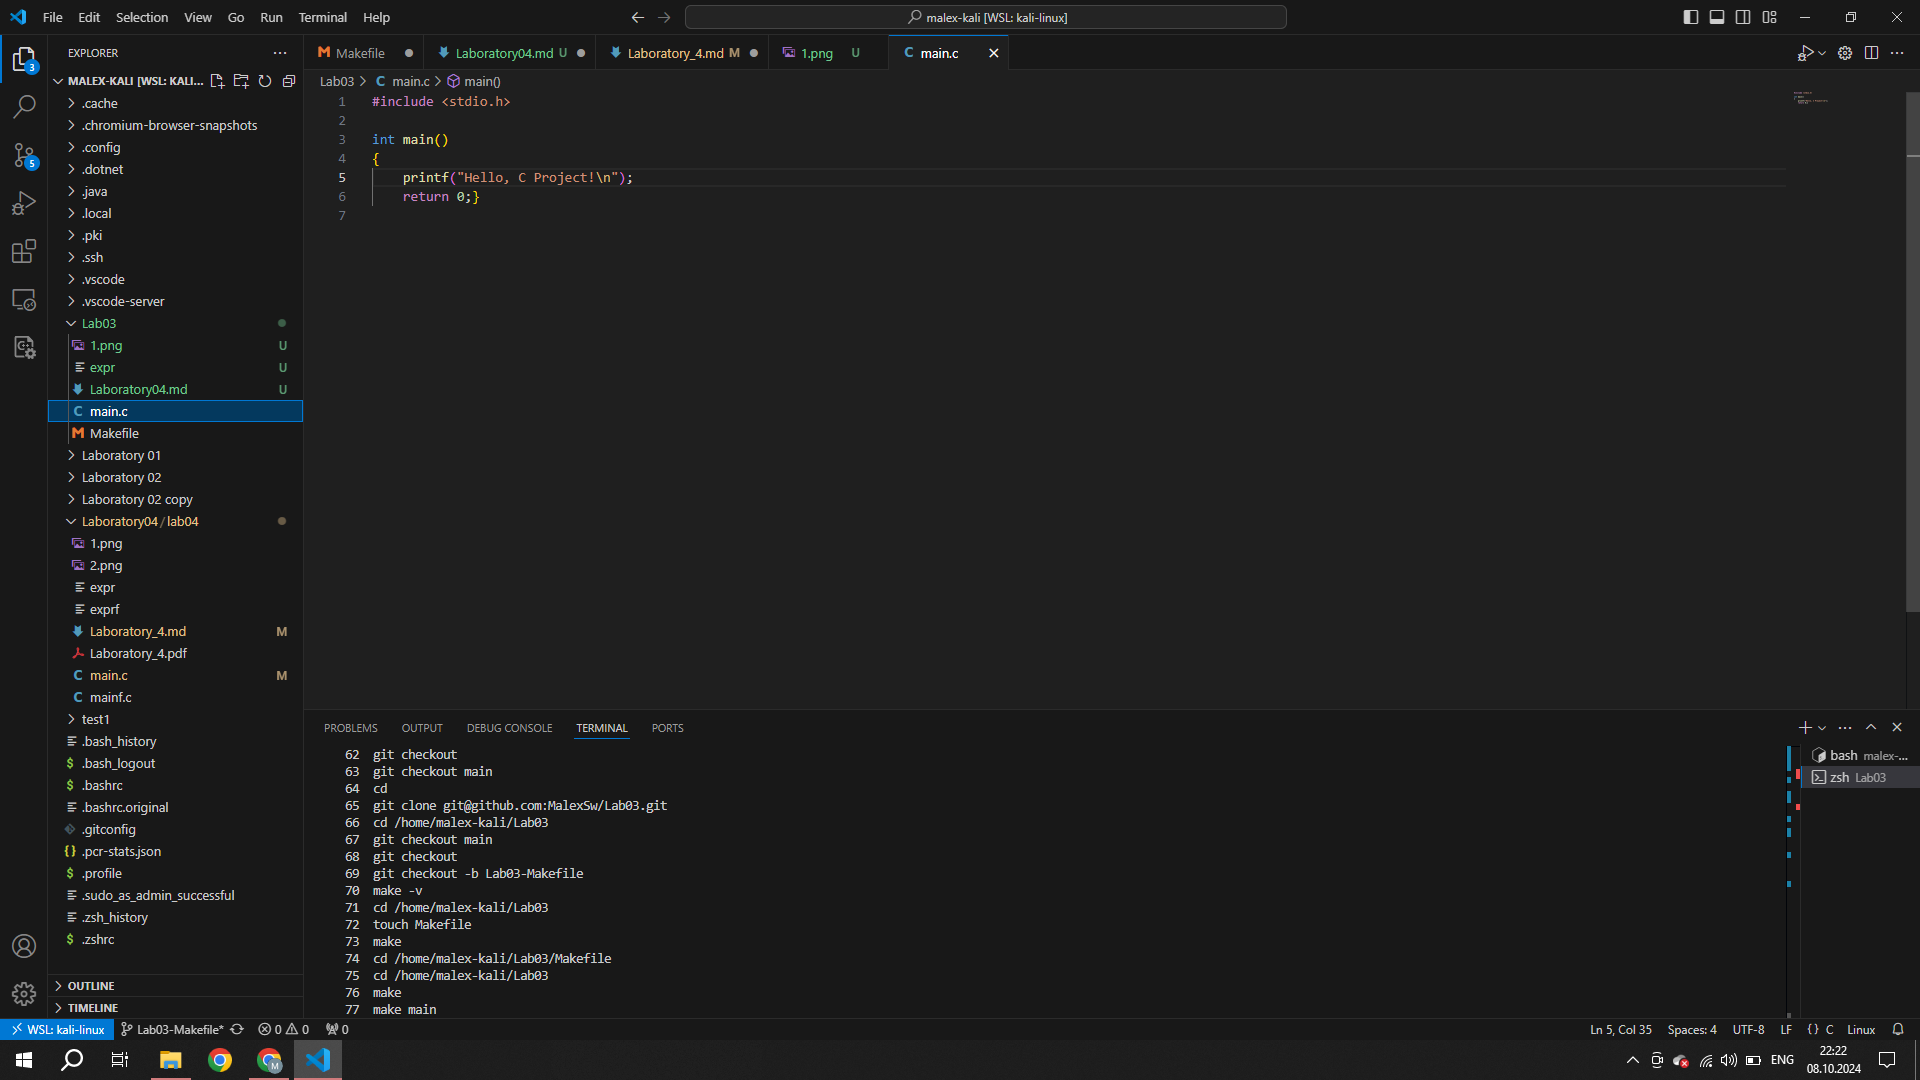 File Edit Selection View Go Run Terminal Help
malex-kali [WSL: kali-linux]
EXPLORER
Makefile
Laboratory04.md U
Laboratory_4.md M
1.png U
main.c
MALEX-KALI [WSL: KALI...
Lab03 > C main.c > main()
.cache
.chromium-browser-snapshots
.config
.dotnet
.java
.local
.pki
.ssh
.vscode
.vscode-server
Lab03
1.png U
expr U
Laboratory04.md U
C main.c
Makefile
Laboratory 01
Laboratory 02
Laboratory 02 copy
Laboratory04 / lab04
1.png
2.png
expr
exprf
Laboratory_4.md M
Laboratory_4.pdf
C main.c M
C mainf.c
test1
.bash_history
$ .bash_logout
$ .bashrc
.bashrc.original
.gitconfig
{} .pcr-stats.json
$ .profile
.sudo_as_admin_successful
.zsh_history
$ .zshrc
OUTLINE
TIMELINE
3
5
1 #include <stdio.h>
2
3 int main()
4 {
5 printf("Hello, C Project!\n");
6 return 0;}
7
PROBLEMS OUTPUT DEBUG CONSOLE TERMINAL PORTS
62 git checkout
63 git checkout main
64 cd
65 git clone git@github.com:MalexSw/Lab03.git
66 cd /home/malex-kali/Lab03
67 git checkout main
68 git checkout
69 git checkout -b Lab03-Makefile
70 make -v
71 cd /home/malex-kali/Lab03
72 touch Makefile
73 make
74 cd /home/malex-kali/Lab03/Makefile
75 cd /home/malex-kali/Lab03
76 make
77 make main
bash malex-...
zsh Lab03
WSL: kali-linux Lab03-Makefile* 0 0 0
Ln 5, Col 35 Spaces: 4 UTF-8 LF {} C Linux
ENG
22:22
08.10.2024